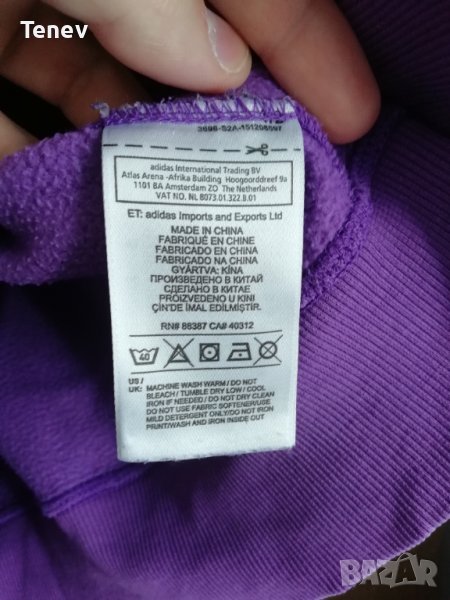 Tenev
3698-S2A-151208597
adidas International Trading BV
Atlas Arena -Afrika Building Hoogoorddreef 9a
1101 BA Amsterdam ZO The Netherlands
VAT NO. NL B073.01.322.B.01
ET: adidas Imports and Exports Ltd
MADE IN CHINA
FABRIQUÉ EN CHINE
FABRICADO EN CHINA
FABRICADO NA CHINA
GYÁRTVA: KÍNA
ПРОИЗВЕДЕНО В КИТАЙ
СДЕЛАНО В КИТАЕ
PROIZVEDENO U KINI
ÇİN'DE İMAL EDİLMİŞTİR
RN# 88387 CA# 40312
40
US /
UK: MACHINE WASH WARM / DO NOT
BLEACH / TUMBLE DRY LOW / COOL
IRON IF NEEDED / DO NOT DRY CLEAN
DO NOT USE FABRIC SOFTENER/USE
MILD DETERGENT ONLY/DO NOT IRON
PRINT/WASH AND IRON INSIDE OUT
BAZAR